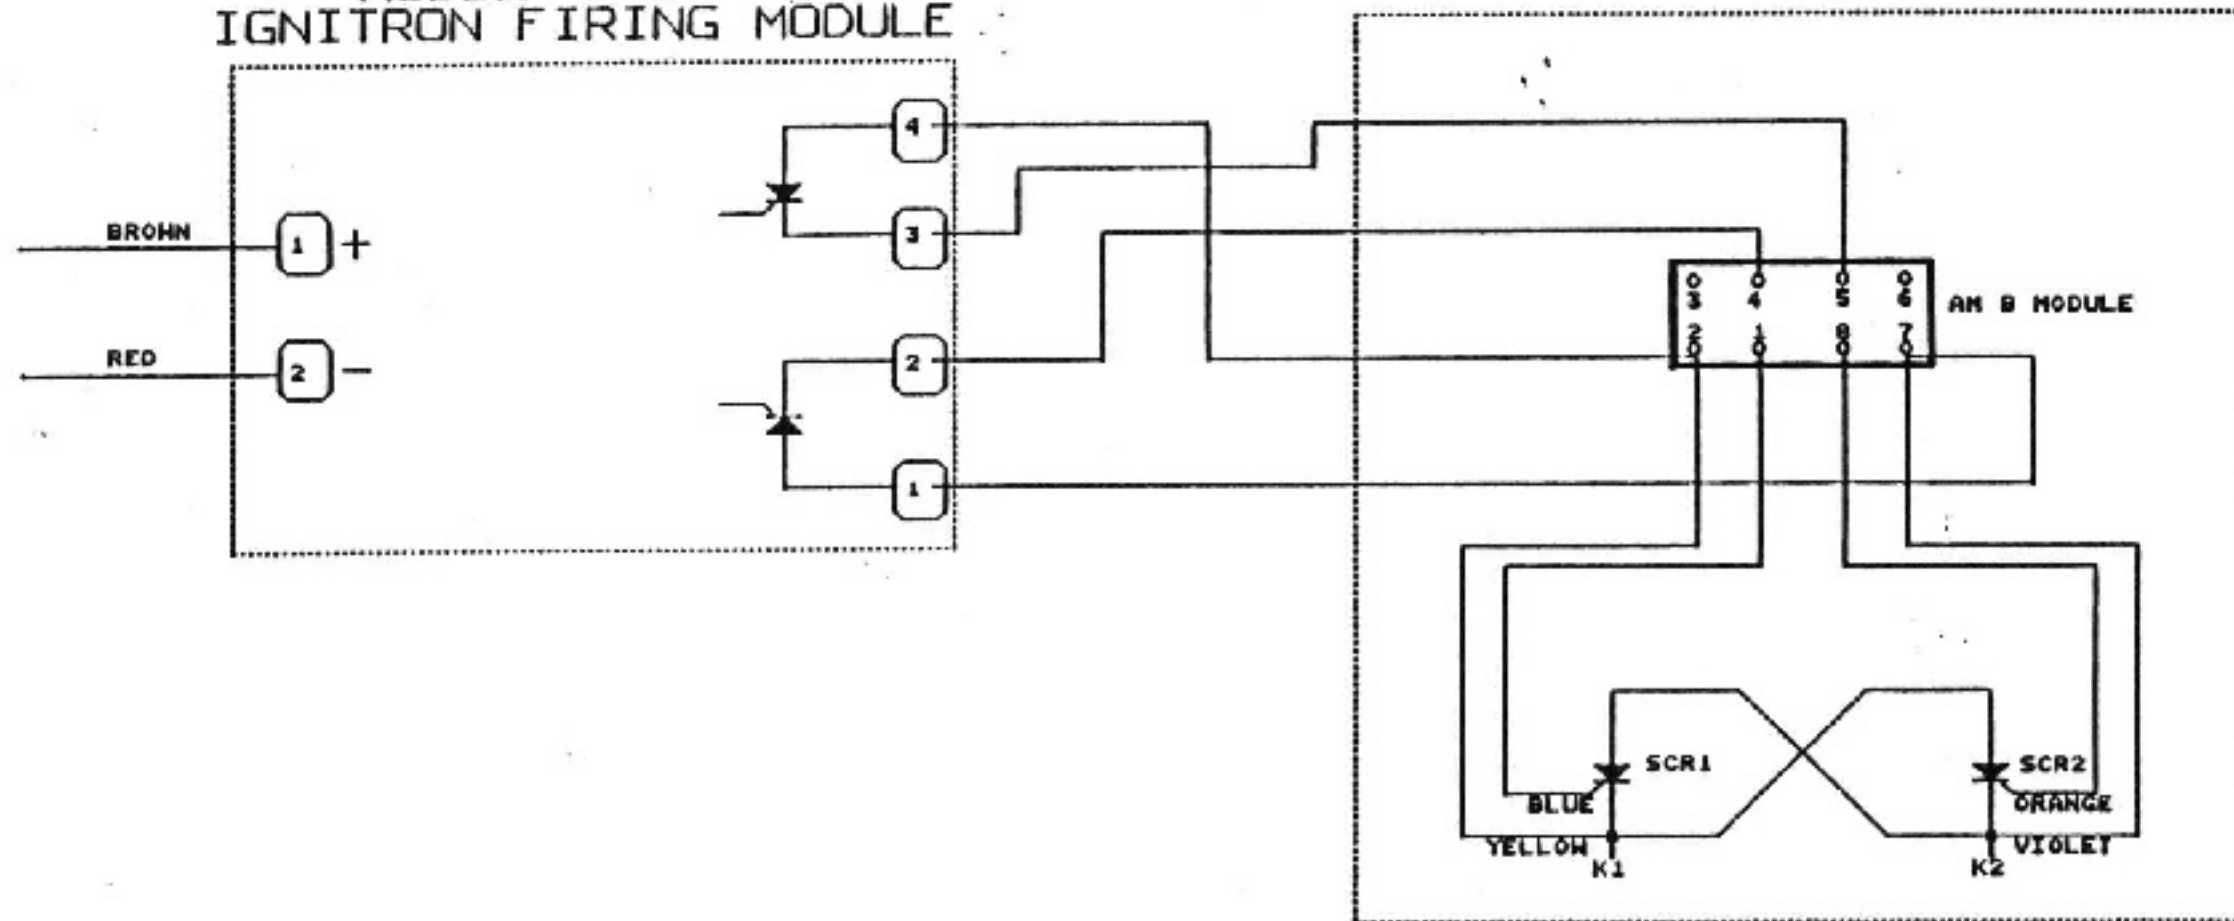 IGNITRON FIRING MODULE
4
BROWN
1 +
3
RED
2 −
2
1
3 4 5 6
2 1 8 7
AM B MODULE
SCR1
SCR2
BLUE
ORANGE
YELLOW
VIOLET
K1
K2